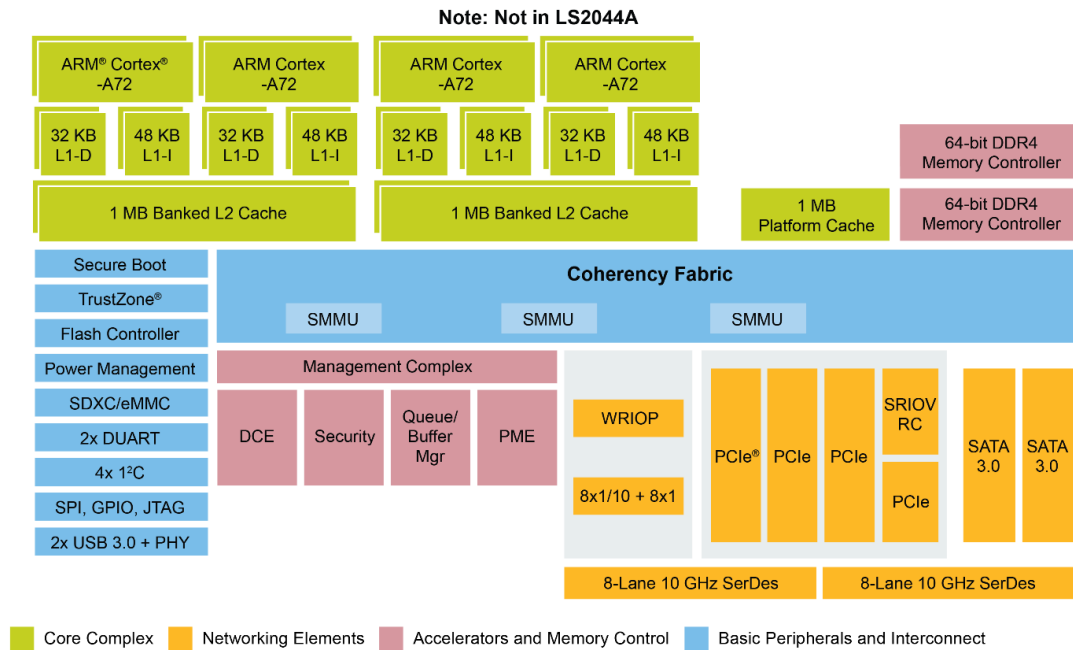 Note: Not in LS2044A
ARM® Cortex®
-A72
ARM Cortex
-A72
ARM Cortex
-A72
ARM Cortex
-A72
32 KB
L1-D
48 KB
L1-I
32 KB
L1-D
48 KB
L1-I
32 KB
L1-D
48 KB
L1-I
32 KB
L1-D
48 KB
L1-I
64-bit DDR4
Memory Controller
1 MB Banked L2 Cache
1 MB Banked L2 Cache
1 MB
Platform Cache
64-bit DDR4
Memory Controller
Secure Boot
TrustZone®
Flash Controller
Power Management
SDXC/eMMC
2x DUART
4x 1²C
SPI, GPIO, JTAG
2x USB 3.0 + PHY
Coherency Fabric
SMMU
SMMU
SMMU
Management Complex
DCE
Security
Queue/
Buffer
Mgr
PME
WRIOP
8x1/10 + 8x1
PCIe®
PCIe
PCIe
SRIOV
RC
PCIe
SATA
3.0
SATA
3.0
8-Lane 10 GHz SerDes
8-Lane 10 GHz SerDes
Core Complex
Networking Elements
Accelerators and Memory Control
Basic Peripherals and Interconnect